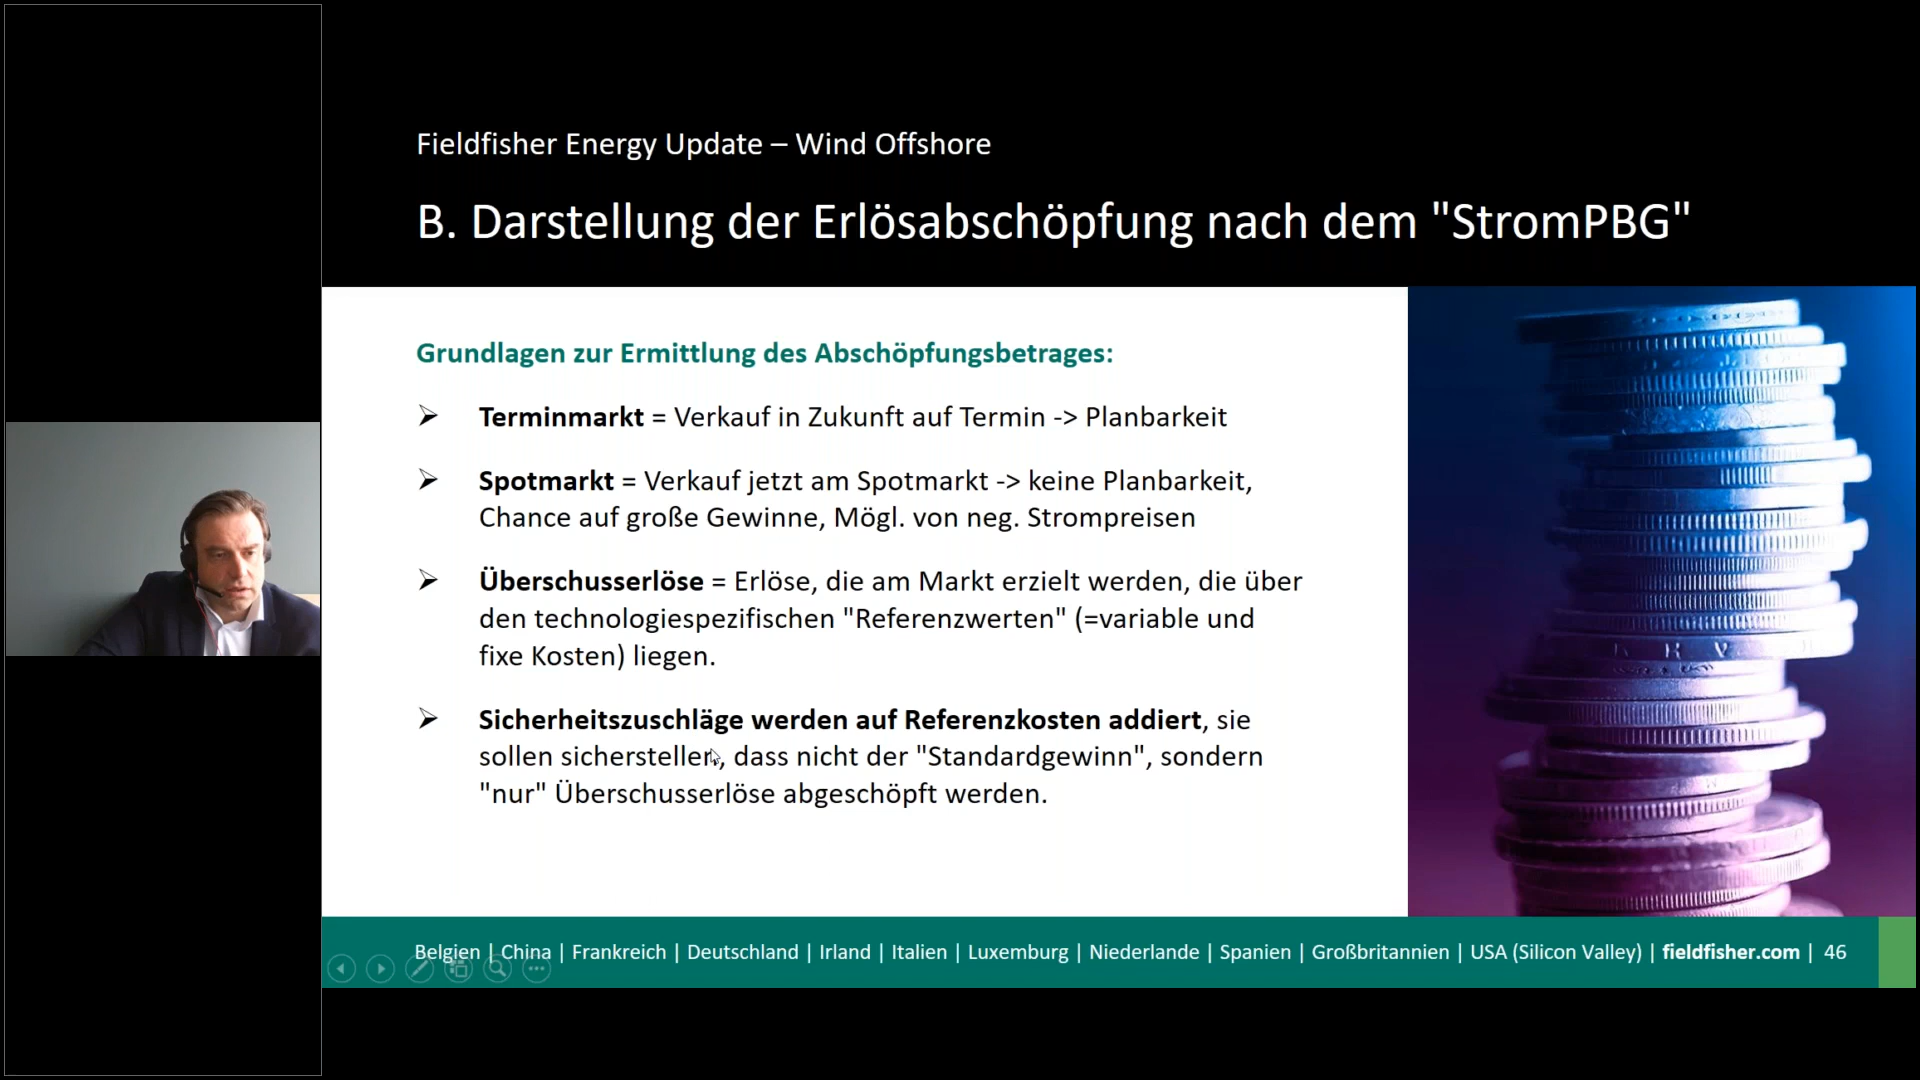 Fieldfisher Energy Update – Wind Offshore
B. Darstellung der Erlösabschöpfung nach dem "StromPBG"
Grundlagen zur Ermittlung des Abschöpfungsbetrages:
➢ Terminmarkt = Verkauf in Zukunft auf Termin -> Planbarkeit
➢ Spotmarkt = Verkauf jetzt am Spotmarkt -> keine Planbarkeit,
Chance auf große Gewinne, Mögl. von neg. Strompreisen
➢ Überschusserlöse = Erlöse, die am Markt erzielt werden, die über
den technologiespezifischen "Referenzwerten" (=variable und
fixe Kosten) liegen.
➢ Sicherheitszuschläge werden auf Referenzkosten addiert, sie
sollen sicherstellen, dass nicht der "Standardgewinn", sondern
"nur" Überschusserlöse abgeschöpft werden.
Belgien | China | Frankreich | Deutschland | Irland | Italien | Luxemburg | Niederlande | Spanien | Großbritannien | USA (Silicon Valley) | fieldfisher.com | 46